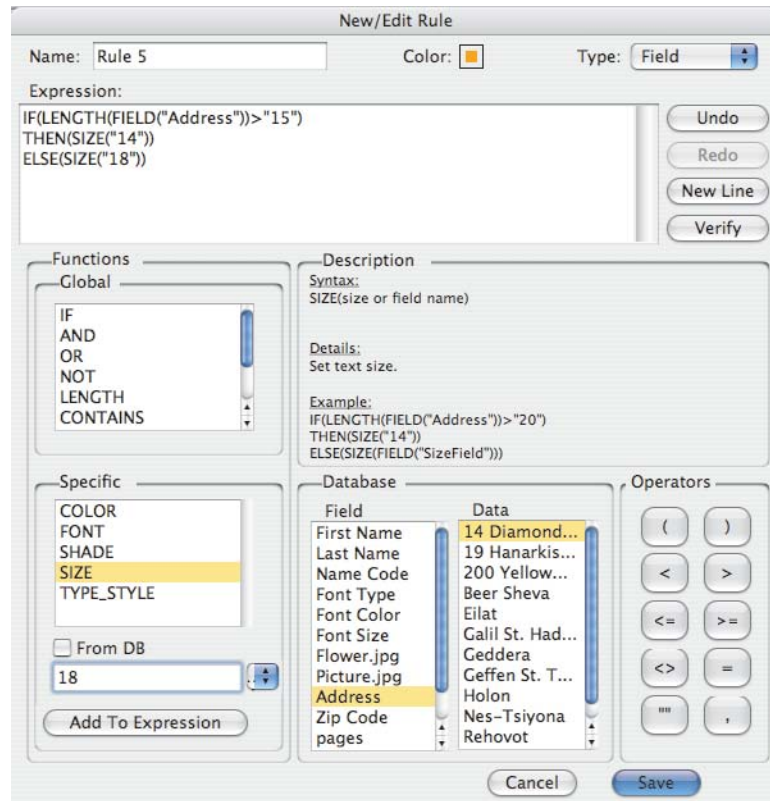 New/Edit Rule
Name: Rule 5 Color: Type: Field
Expression:
IF(LENGTH(FIELD("Address"))>"15")
THEN(SIZE("14"))
ELSE(SIZE("18"))
Undo
Redo
New Line
Verify
Functions
Global
IF
AND
OR
NOT
LENGTH
CONTAINS
Description
Syntax:
SIZE(size or field name)
Details:
Set text size.
Example:
IF(LENGTH(FIELD("Address"))>"20")
THEN(SIZE("14"))
ELSE(SIZE(FIELD("SizeField")))
Specific
COLOR
FONT
SHADE
SIZE
TYPE_STYLE
From DB
18
Add To Expression
Database
Field
First Name
Last Name
Name Code
Font Type
Font Color
Font Size
Flower.jpg
Picture.jpg
Address
Zip Code
pages
Data
14 Diamond...
19 Hanarkis...
200 Yellow...
Beer Sheva
Eilat
Galil St. Had...
Geddera
Geffen St. T...
Holon
Nes-Tsiyona
Rehovot
Operators
( )
< >
<= >=
<> =
"" ,
Cancel Save